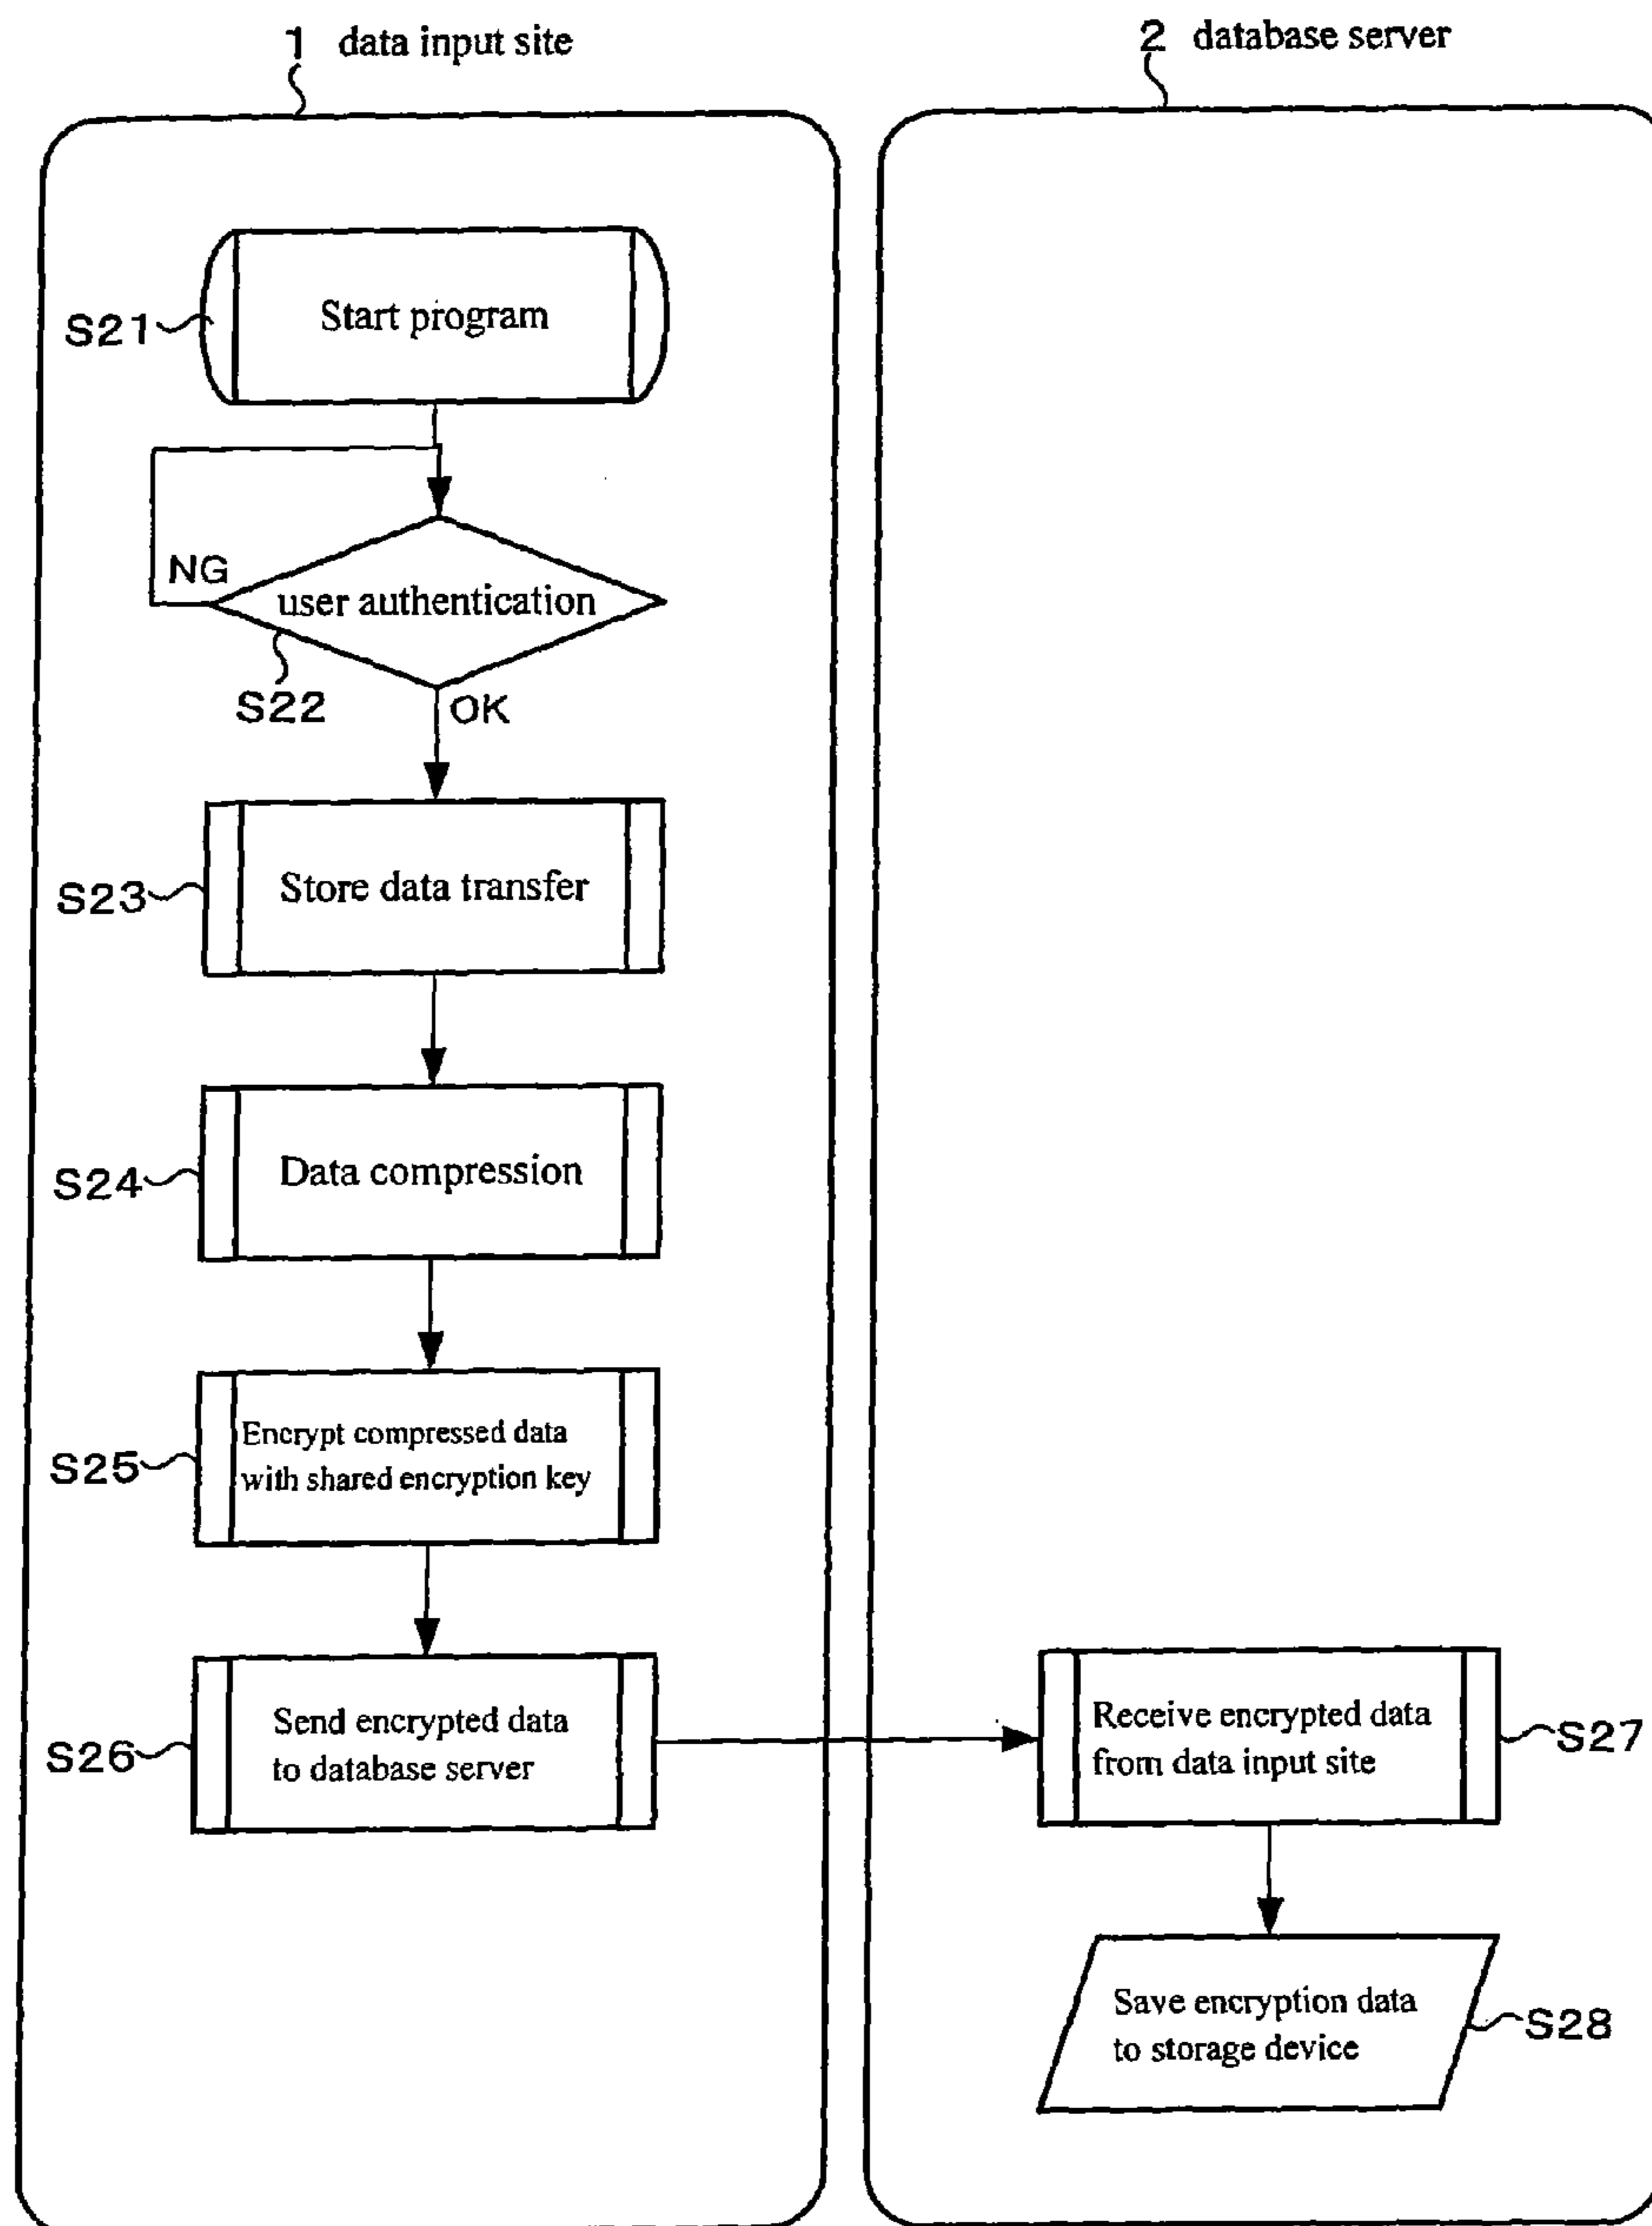 1 data input site
2 database server
S21
Start program
NG
user authentication
S22
OK
S23
Store data transfer
S24
Data compression
S25
Encrypt compressed data
with shared encryption key
S26
Send encrypted data
to database server
Receive encrypted data
from data input site
S27
Save encryption data
to storage device
S28